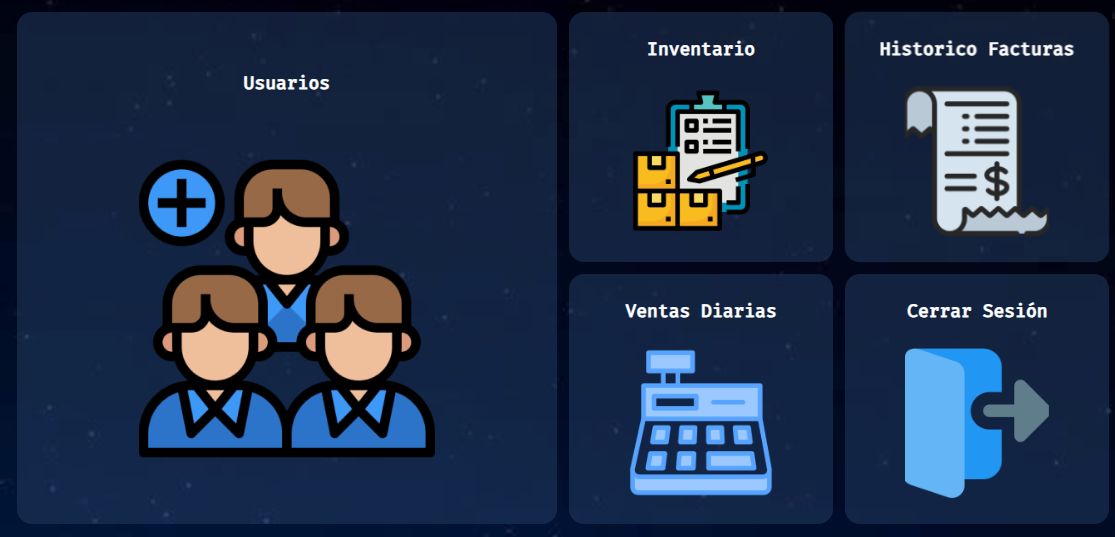 Usuarios
Inventario
Historico Facturas
Ventas Diarias
Cerrar Sesión